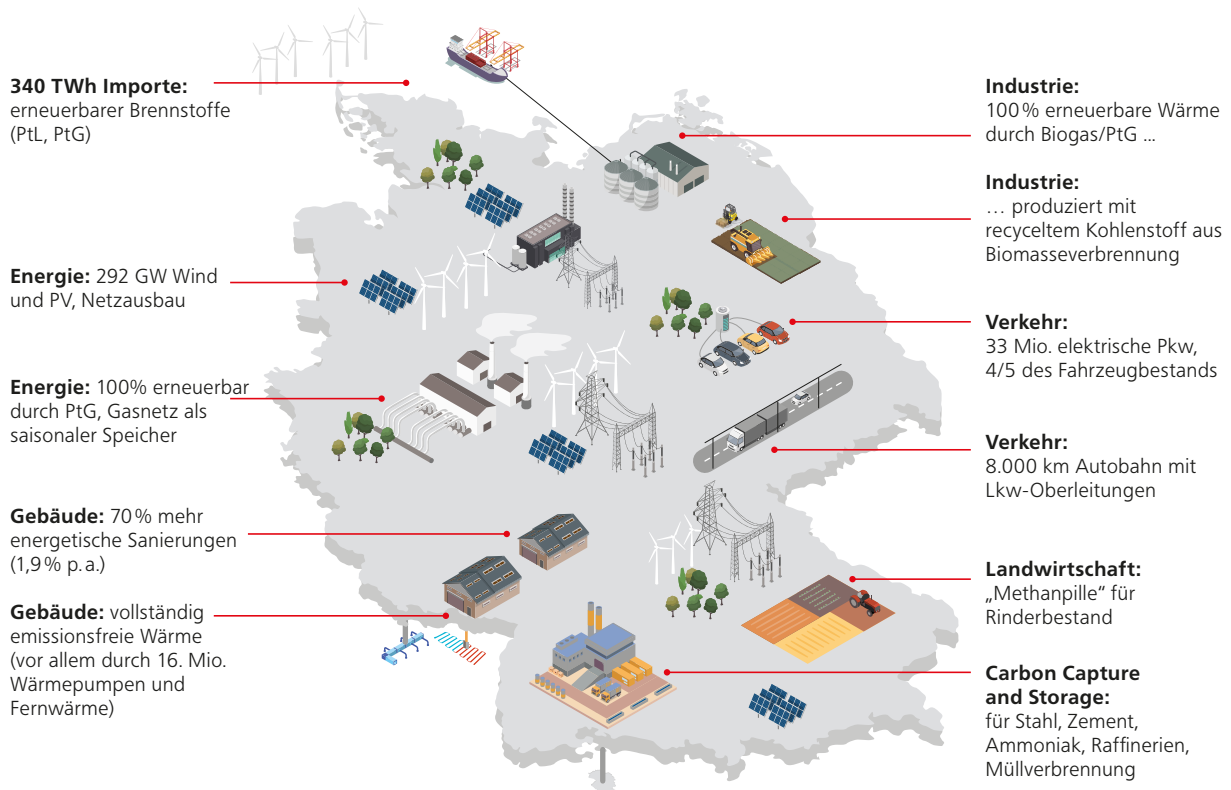 340 TWh Importe:
erneuerbarer Brennstoffe
(PtL, PtG)
Energie: 292 GW Wind
und PV, Netzausbau
Energie: 100% erneuerbar
durch PtG, Gasnetz als
saisonaler Speicher
Gebäude: 70% mehr
energetische Sanierungen
(1,9% p.a.)
Gebäude: vollständig
emissionsfreie Wärme
(vor allem durch 16. Mio.
Wärmepumpen und
Fernwärme)
Industrie:
100% erneuerbare Wärme
durch Biogas/PtG ...
Industrie:
... produziert mit
recyceltem Kohlenstoff aus
Biomasseverbrennung
Verkehr:
33 Mio. elektrische Pkw,
4/5 des Fahrzeugbestands
Verkehr:
8.000 km Autobahn mit
Lkw-Oberleitungen
Landwirtschaft:
„Methanpille“ für
Rinderbestand
Carbon Capture
and Storage:
für Stahl, Zement,
Ammoniak, Raffinerien,
Müllverbrennung